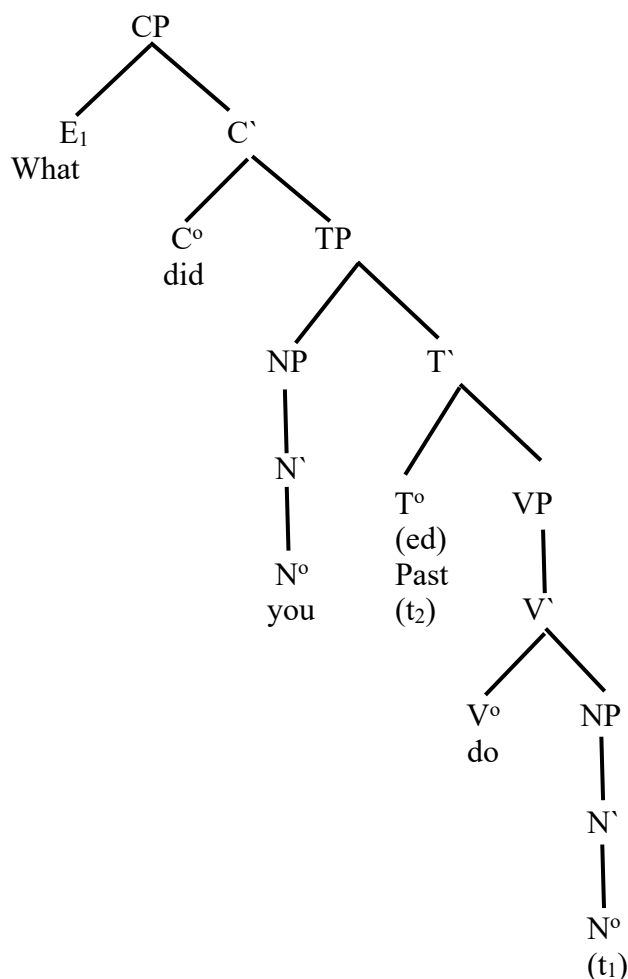 CP
E₁ C`
What
Cᵒ TP
did
NP T`
N` Tᵒ VP
(ed)
Nᵒ Past
you (t₂) V`
Vᵒ NP
do
N`
Nᵒ
(t₁)